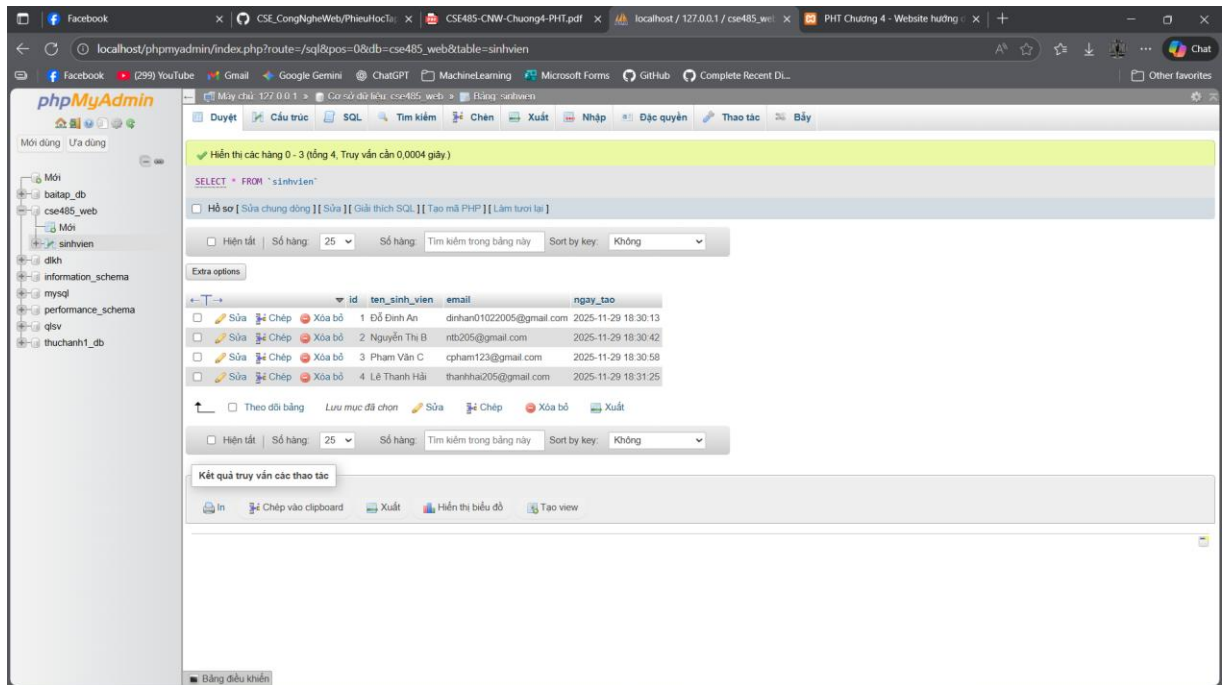 Facebook CSE_CongNgheWeb/PhieuHocTa CSE485-CNW-Chuong4-PHT.pdf localhost / 127.0.0.1 / cse485_we PHT Chương 4 - Website hướng
localhost/phpmyadmin/index.php?route=/sql&pos=0&db=cse485_web&table=sinhvien Chat
Facebook (299) YouTube Gmail Google Gemini ChatGPT MachineLearning Microsoft Forms GitHub Complete Recent Di... Other favorites
phpMyAdmin
Mới dùng Ưa dùng
Mới
baitap_db
cse485_web
Mới
sinhvien
dlkh
information_schema
mysql
performance_schema
qlsv
thuchanh1_db
Máy chủ: 127.0.0.1 » Cơ sở dữ liệu: cse485_web » Bảng: sinhvien
Duyệt Cấu trúc SQL Tìm kiếm Chèn Xuất Nhập Đặc quyền Thao tác Bẫy
Hiển thị các hàng 0 - 3 (tổng 4, Truy vấn cần 0,0004 giây.)
SELECT * FROM `sinhvien`
Hồ sơ [ Sửa chung dòng ] [ Sửa ] [ Giải thích SQL ] [ Tạo mã PHP ] [ Làm tươi lại ]
Hiện tất | Số hàng: 25 Số hàng: Tìm kiếm trong bảng này Sort by key: Không
Extra options
←T→ id ten_sinh_vien email ngay_tao
Sửa Chép Xóa bỏ 1 Đỗ Đình An dinhan01022005@gmail.com 2025-11-29 18:30:13
Sửa Chép Xóa bỏ 2 Nguyễn Thị B ntb205@gmail.com 2025-11-29 18:30:42
Sửa Chép Xóa bỏ 3 Phạm Văn C cpham123@gmail.com 2025-11-29 18:30:58
Sửa Chép Xóa bỏ 4 Lê Thanh Hải thanhhai205@gmail.com 2025-11-29 18:31:25
Theo dõi bảng Lưu mục đã chọn Sửa Chép Xóa bỏ Xuất
Hiện tất | Số hàng: 25 Số hàng: Tìm kiếm trong bảng này Sort by key: Không
Kết quả truy vấn các thao tác
In Chép vào clipboard Xuất Hiển thị biểu đồ Tạo view
Bảng điều khiển